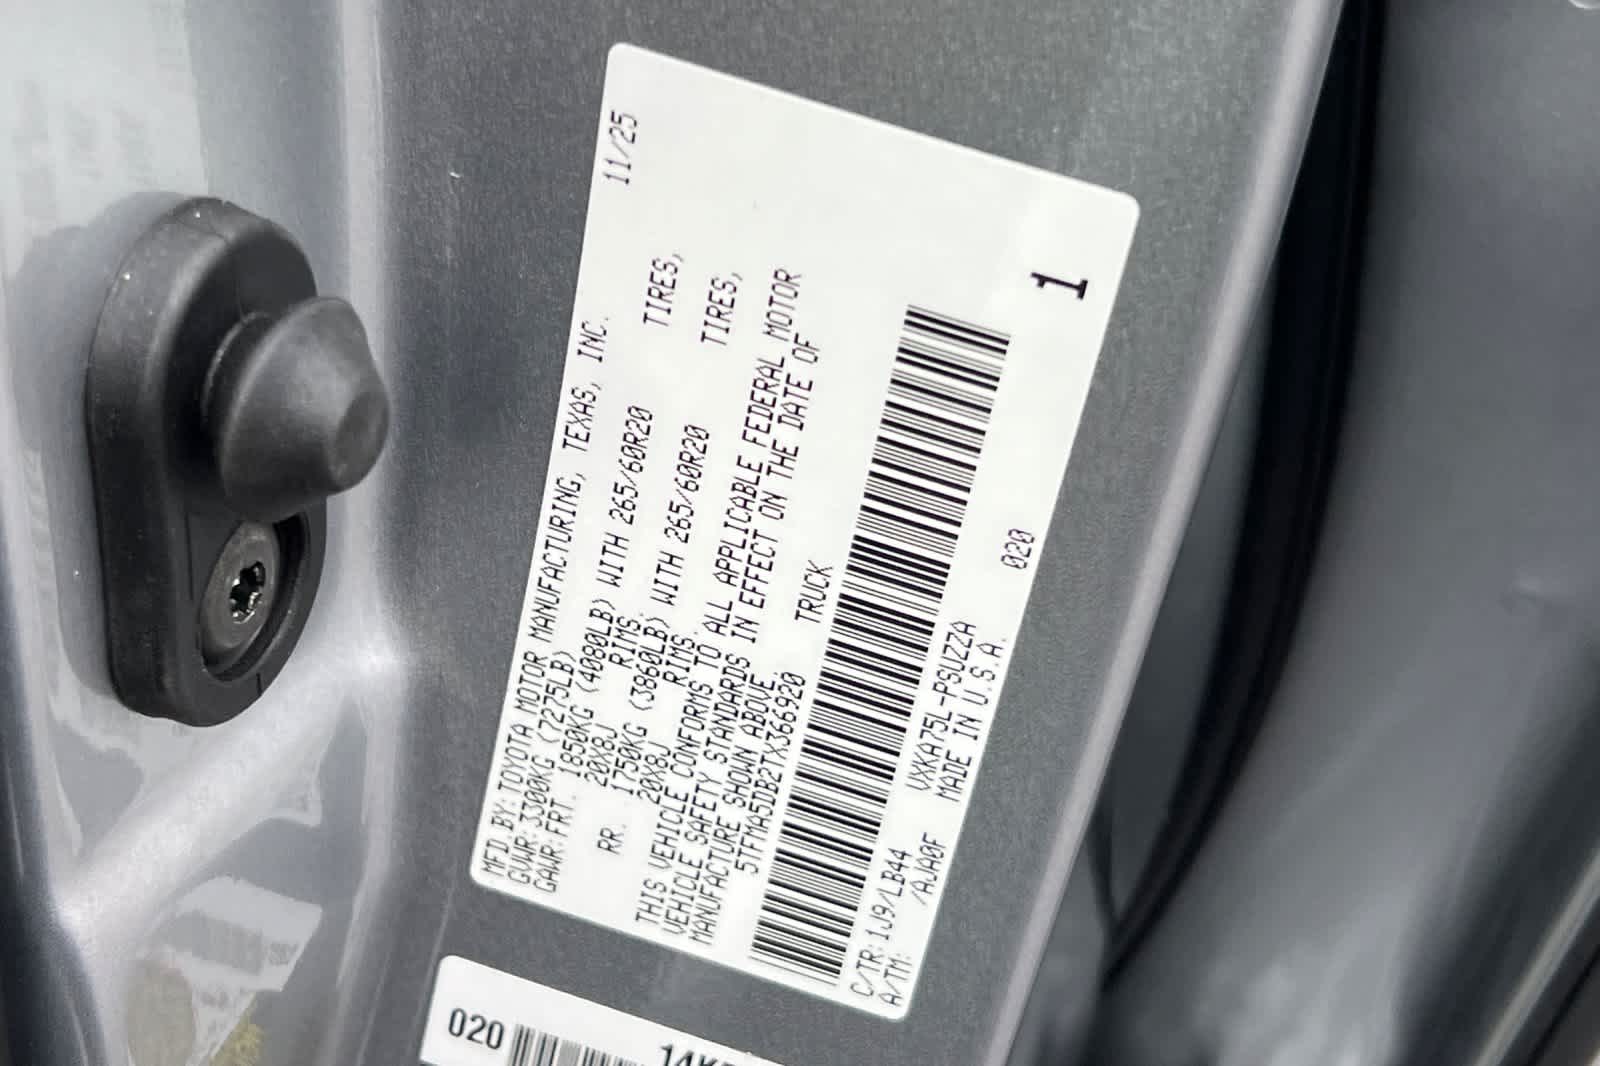 MFD.BY:TOYOTA MOTOR MANUFACTURING, TEXAS, INC. 11/25
GVWR:3300KG (7275LB)
GAWR:FRT. 1850KG (4080LB) WITH 265/60R20 TIRES,
20X8J RIMS.
RR. 1750KG (3860LB) WITH 265/60R20 TIRES,
20X8J RIMS.
THIS VEHICLE CONFORMS TO ALL APPLICABLE FEDERAL MOTOR
VEHICLE SAFETY STANDARDS IN EFFECT ON THE DATE OF
MANUFACTURE SHOWN ABOVE.
5TFMA5DB2TX366920 TRUCK
1
C/TR:1J9/LB44 VXKA75L-PSUZZA 020
A/TM: /AJA0F MADE IN U.S.A.
020